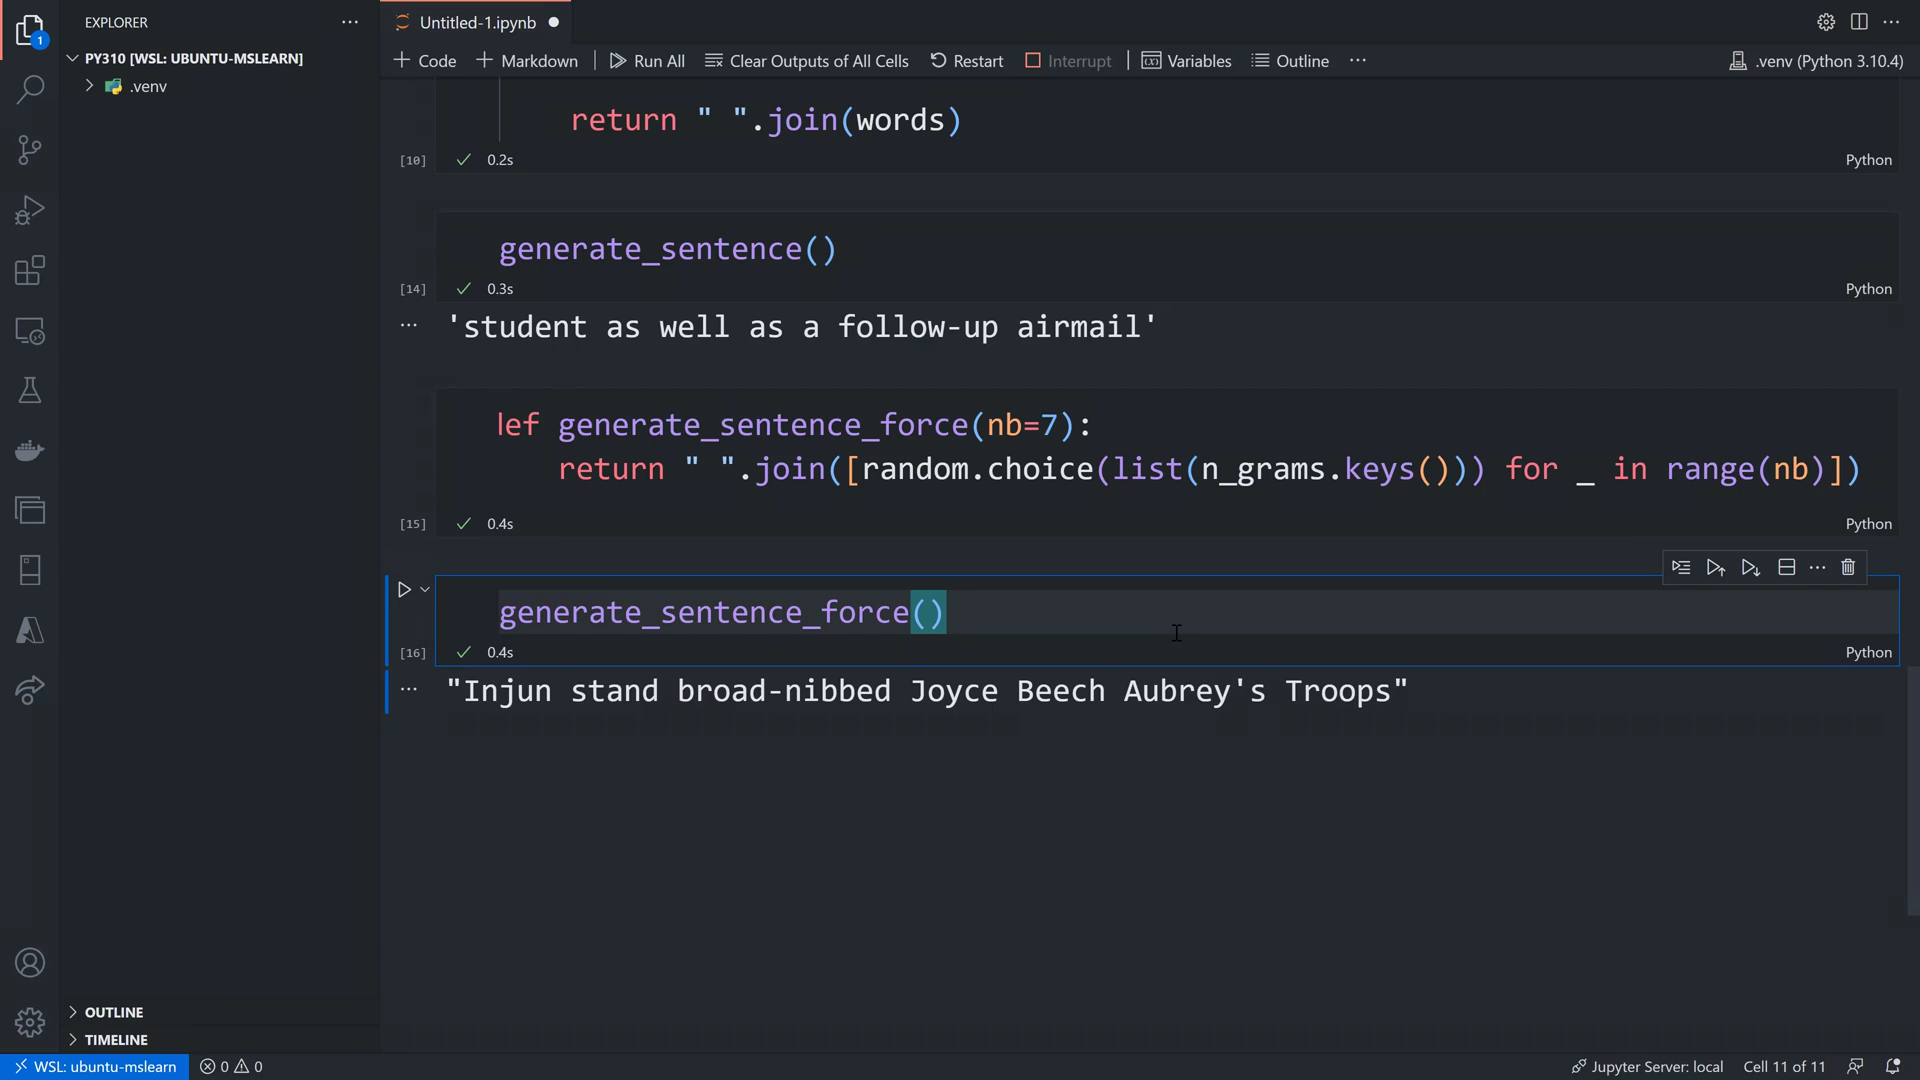 EXPLORER
Untitled-1.ipynb
1
PY310 [WSL: UBUNTU-MSLEARN]
.venv
Code
Markdown
Run All
Clear Outputs of All Cells
Restart
Interrupt
Variables
Outline
.venv (Python 3.10.4)
return " ".join(words)
[10]
0.2s
Python
generate_sentence()
[14]
0.3s
Python
'student as well as a follow-up airmail'
lef generate_sentence_force(nb=7):
return " ".join([random.choice(list(n_grams.keys())) for _ in range(nb)])
[15]
0.4s
Python
generate_sentence_force()
[16]
0.4s
Python
"Injun stand broad-nibbed Joyce Beech Aubrey's Troops"
OUTLINE
TIMELINE
WSL: ubuntu-mslearn
0
0
Jupyter Server: local
Cell 11 of 11